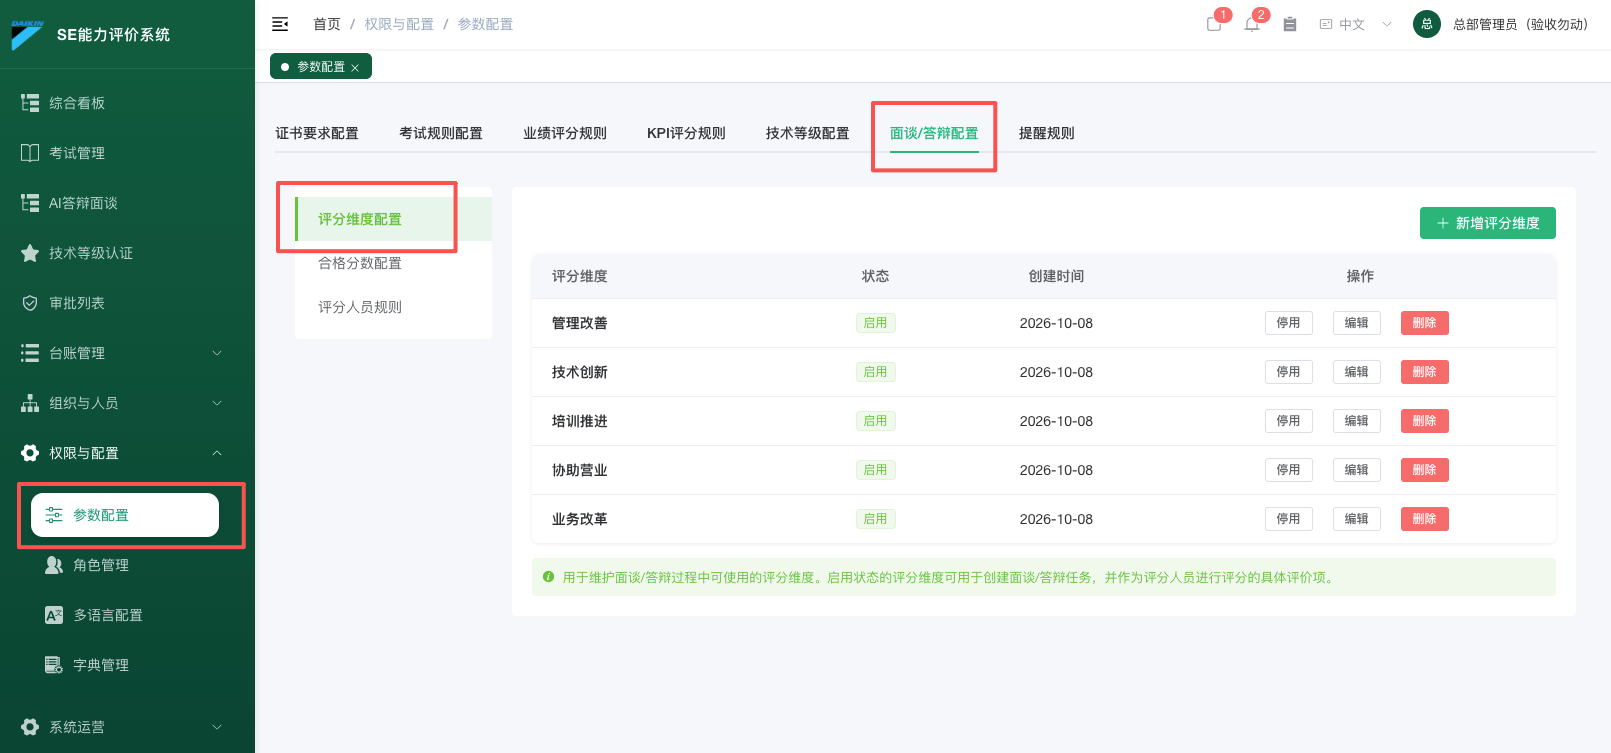 DAIKIN
SE能力评价系统
首页 / 权限与配置 / 参数配置
1
2
中文
总
总部管理员（验收勿动）
参数配置
综合看板
考试管理
AI答辩面谈
技术等级认证
审批列表
台账管理
组织与人员
权限与配置
参数配置
角色管理
多语言配置
字典管理
系统运营
证书要求配置 考试规则配置 业绩评分规则 KPI评分规则 技术等级配置 面谈/答辩配置 提醒规则
评分维度配置
合格分数配置
评分人员规则
+ 新增评分维度
评分维度 状态 创建时间 操作
管理改善 启用 2026-10-08 停用 编辑 删除
技术创新 启用 2026-10-08 停用 编辑 删除
培训推进 启用 2026-10-08 停用 编辑 删除
协助营业 启用 2026-10-08 停用 编辑 删除
业务改革 启用 2026-10-08 停用 编辑 删除
用于维护面谈/答辩过程中可使用的评分维度。启用状态的评分维度可用于创建面谈/答辩任务，并作为评分人员进行评分的具体评价项。